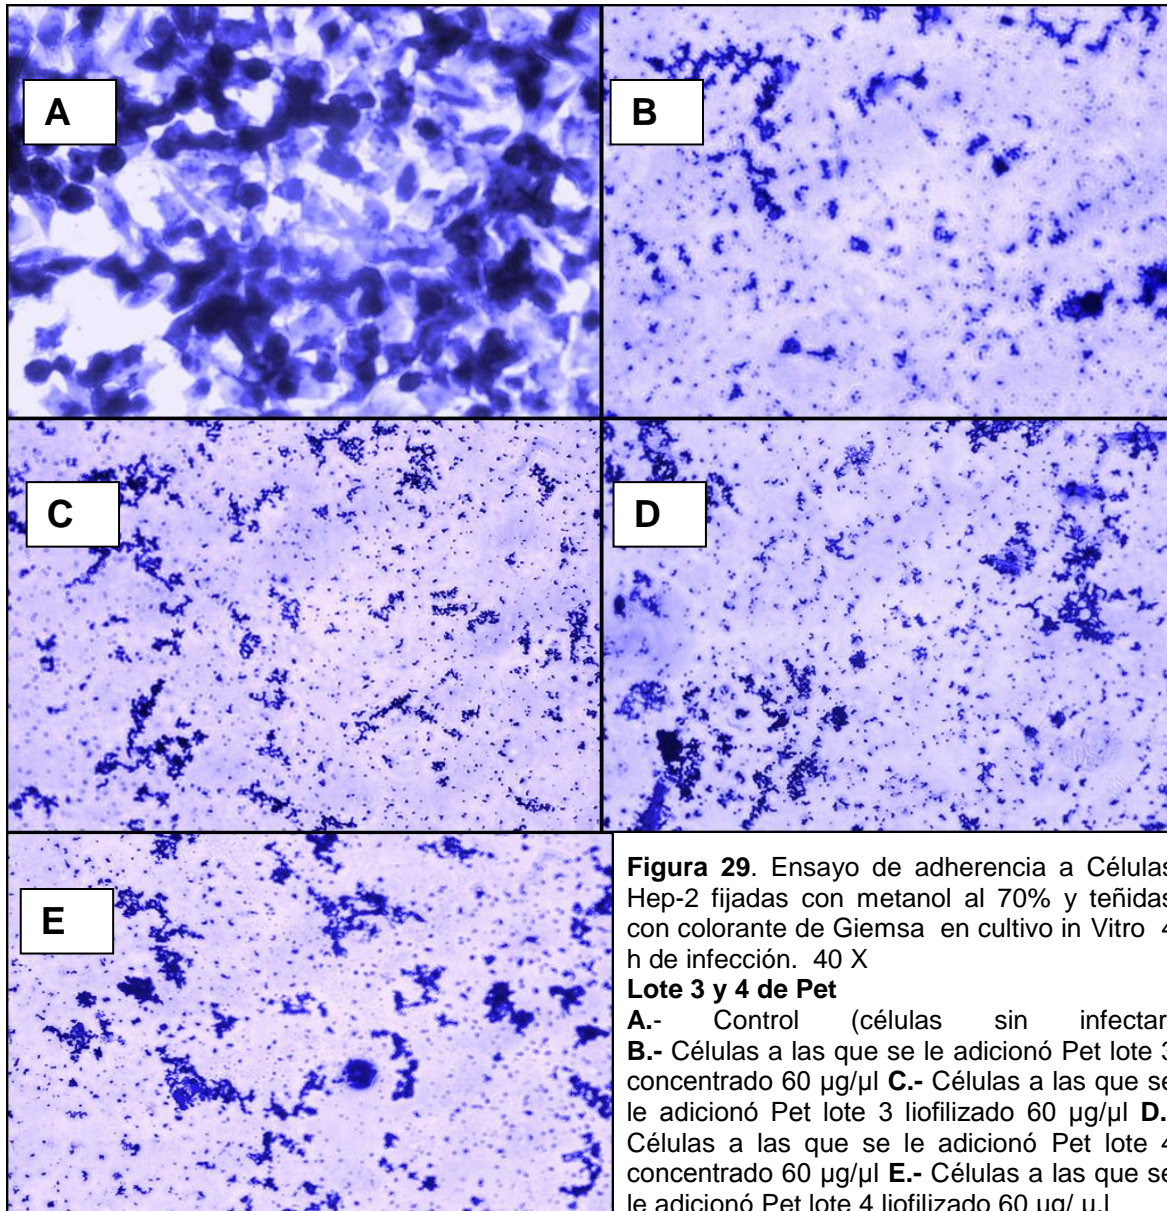 A
B
C
D
E
Figura 29. Ensayo de adherencia a Células
Hep-2 fijadas con metanol al 70% y teñidas
con colorante de Giemsa en cultivo in Vitro 4
h de infección. 40 X
Lote 3 y 4 de Pet
A.- Control (células sin infectar
B.- Células a las que se le adicionó Pet lote 3
concentrado 60 µg/µl C.- Células a las que se
le adicionó Pet lote 3 liofilizado 60 µg/µl D.
Células a las que se le adicionó Pet lote 4
concentrado 60 µg/µl E.- Células a las que se
le adicionó Pet lote 4 liofilizado 60 µg/ µ.l